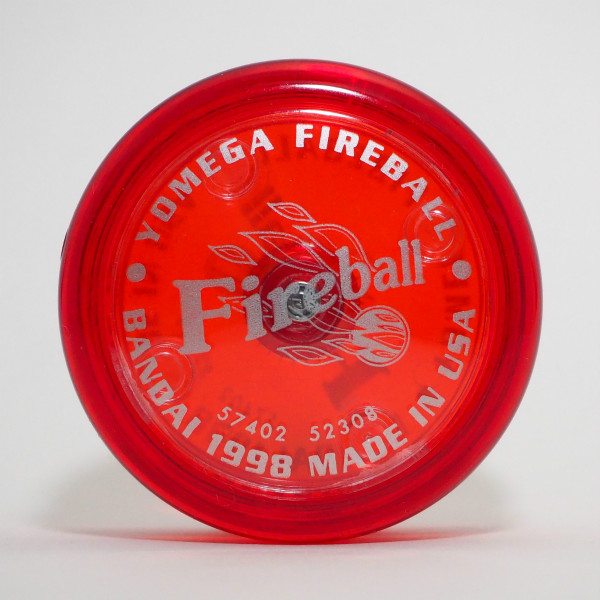 YOMEGA FIREBALL
Fireball
57402 52308
BANDAI 1998 MADE IN USA